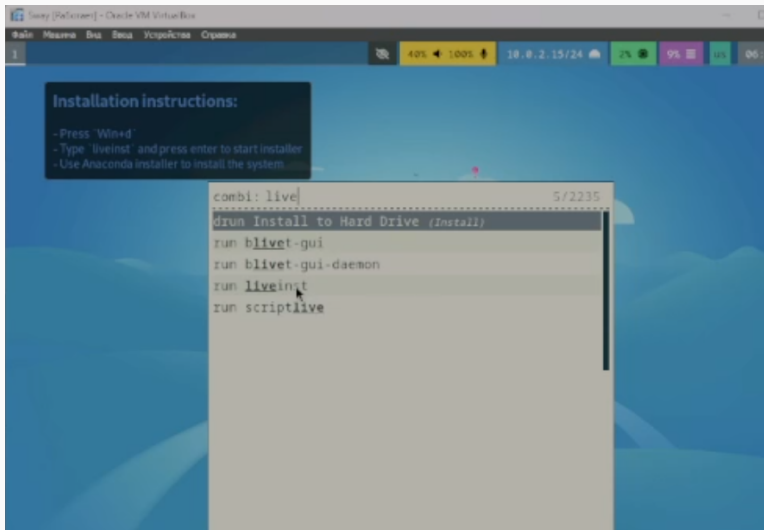 Sway [Работает] - Oracle VM VirtualBox
Файл Машина Вид Ввод Устройства Справка
1 40% 100% 10.0.2.15/24 2% 9% us 06:
Installation instructions:
- Press `Win+d`
- Type `liveinst` and press enter to start installer
- Use Anaconda installer to install the system
combi: live 5/2235
drun Install to Hard Drive (Install)
run blivet-gui
run blivet-gui-daemon
run liveinst
run scriptlive